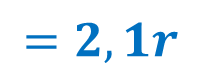 = 2,1r